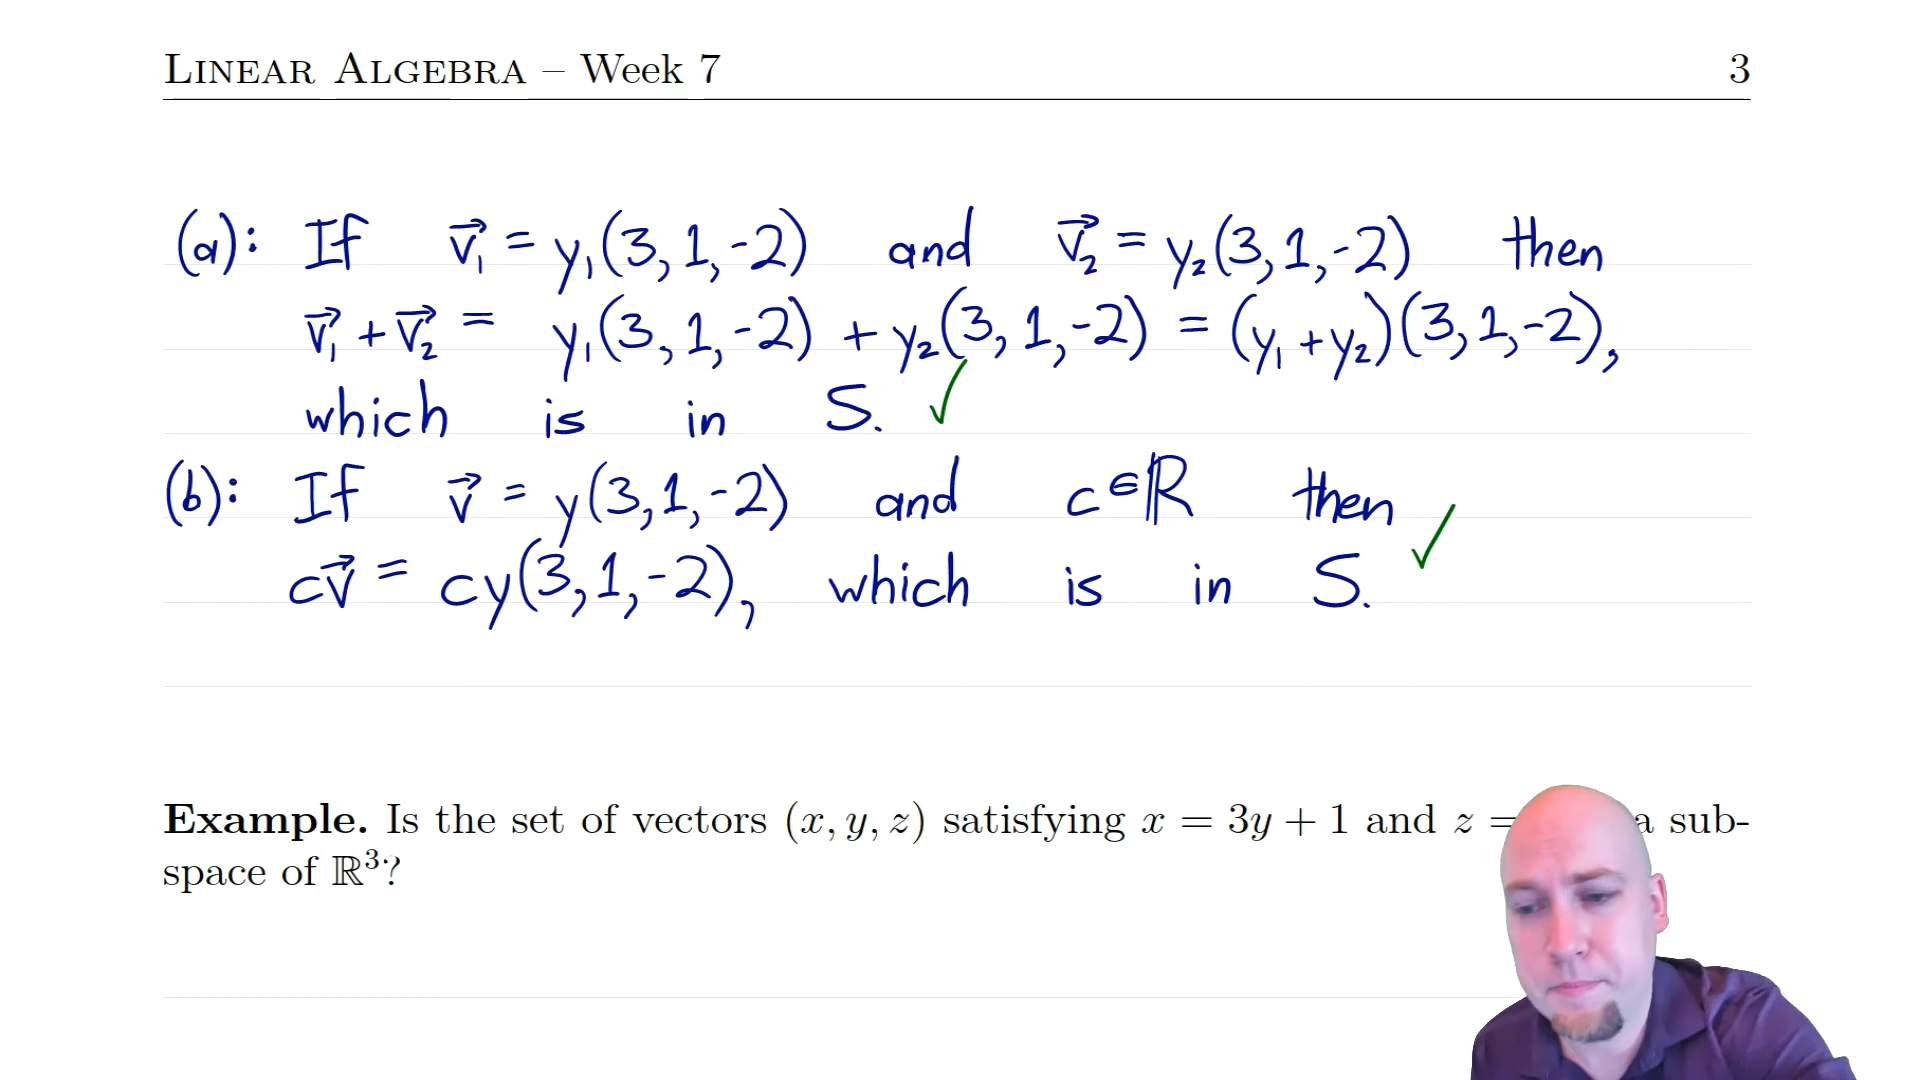 LINEAR ALGEBRA – Week 7 3
(a): If v⃗₁ = y₁(3, 1, -2) and v⃗₂ = y₂(3, 1, -2) then
v⃗₁ + v⃗₂ = y₁(3, 1, -2) + y₂(3, 1, -2) = (y₁ + y₂)(3, 1, -2),
which is in S. ✓
(b): If v⃗ = y(3, 1, -2) and c ∈ ℝ then
cv⃗ = cy(3, 1, -2), which is in S. ✓
Example. Is the set of vectors (x, y, z) satisfying x = 3y + 1 and z = a sub-
space of ℝ³?